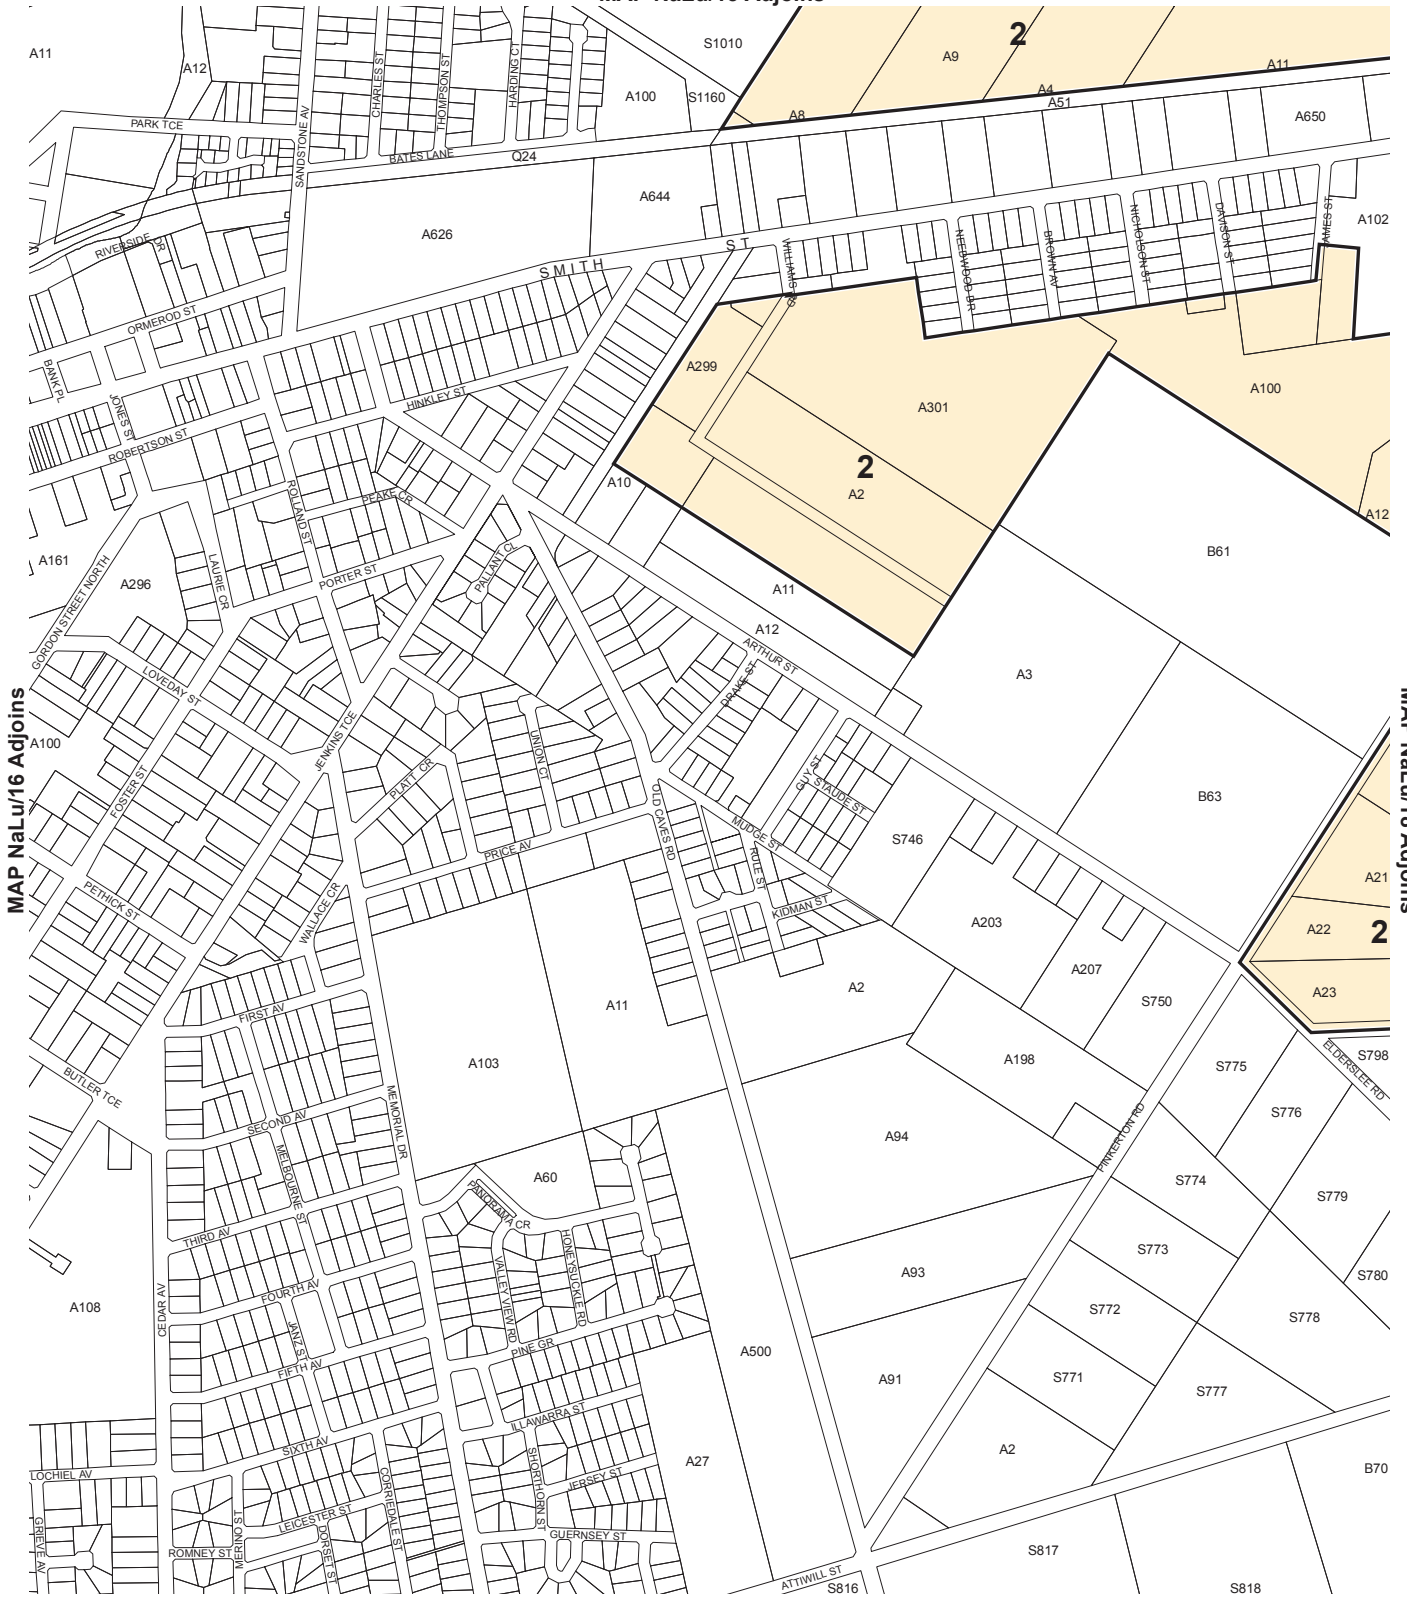 A11
A12
S1010
A9
2
A11
A4
A51
A8
A100
S1160
A650
PARK TCE
SANDSTONE AV
CHARLES ST
THOMPSON ST
HARDING CT
BATES LANE
Q24
A644
A626
A102
RIVERSIDE DR
SMITH
ST
WILLIAMS
NEEDWOOD DR
BROWN AV
NICHOLSON ST
DAVISON ST
JAMES ST
ORMEROD ST
BANK PL
JONES ST
ROBERTSON ST
HINKLEY ST
A299
A301
A100
2
A2
A10
A12
ROLLAND ST
PEAKE CR
A161
A296
LAURIE CR
PORTER ST
PALLANT CL
A11
B61
GORDON STREET NORTH
A12
ARTHUR ST
LOVEDAY ST
DRAKE ST
A3
MAP NaLu/16 Adjoins
A100
JENKINS TCE
UNION CT
PLATT CR
FOSTER ST
GUY ST
STAUDE ST
OLD CAVES RD
MUDGE ST
RULE ST
B63
S746
PRICE AV
A21
PETHICK ST
WALLACE CR
KIDMAN ST
A203
A22
2
A207
A23
A2
S750
FIRST AV
A11
A103
A198
S775
S798
ELDERSLEE RD
BUTLER TCE
SECOND AV
MEMORIAL DR
A94
S776
PINKERTON RD
MELBOURNE ST
A60
S774
S779
PANORAMA CR
THIRD AV
S773
HONEYSUCKLE RD
VALLEY VIEW RD
A93
S780
FOURTH AV
CEDAR AV
A108
S772
S778
JANZ ST
PINE GR
A500
FIFTH AV
A91
S771
S777
ILLAWARRA ST
SIXTH AV
A2
A27
B70
LOCHIEL AV
SHORTHORN ST
JERSEY ST
CORRIEDALE ST
LEICESTER ST
GRIEVE AV
MERINO ST
DORSET ST
GUERNSEY ST
ROMNEY ST
S817
ATTIWILL ST
S816
S818